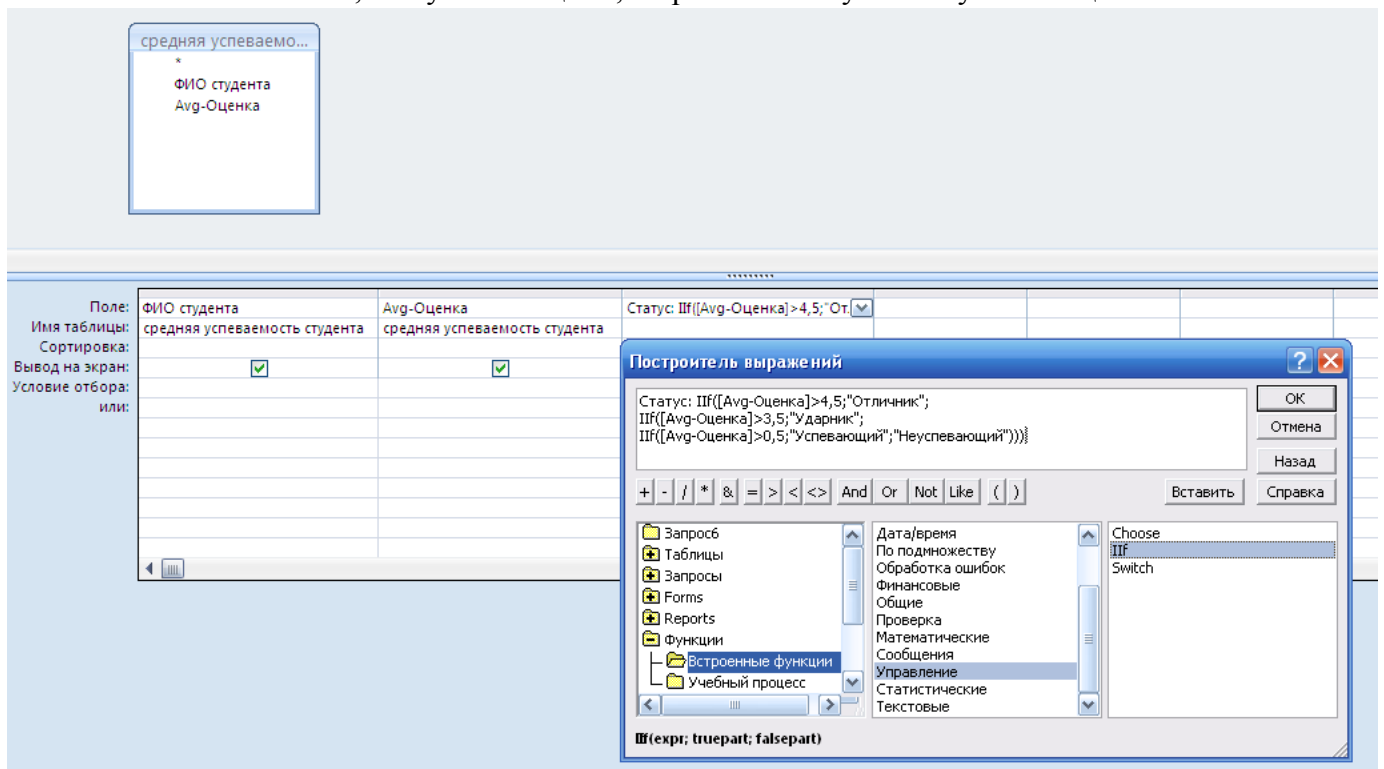 средняя успеваемо...
*
ФИО студента
Avg-Оценка
Поле: ФИО студента Avg-Оценка Статус: IIf([Avg-Оценка]>4,5;"От.
Имя таблицы: средняя успеваемость студента средняя успеваемость студента
Сортировка:
Вывод на экран:
Условие отбора:
или:
Построитель выражений
Статус: IIf([Avg-Оценка]>4,5;"Отличник";
IIf([Avg-Оценка]>3,5;"Ударник";
IIf([Avg-Оценка]>0,5;"Успевающий";"Неуспевающий")))
ОК
Отмена
Назад
+ - / * & = > < <> And Or Not Like ( ) Вставить Справка
Запрос6
Таблицы
Запросы
Forms
Reports
Функции
Встроенные функции
Учебный процесс
Дата/время
По подмножеству
Обработка ошибок
Финансовые
Общие
Проверка
Математические
Сообщения
Управление
Статистические
Текстовые
Choose
IIf
Switch
IIf(expr; truepart; falsepart)